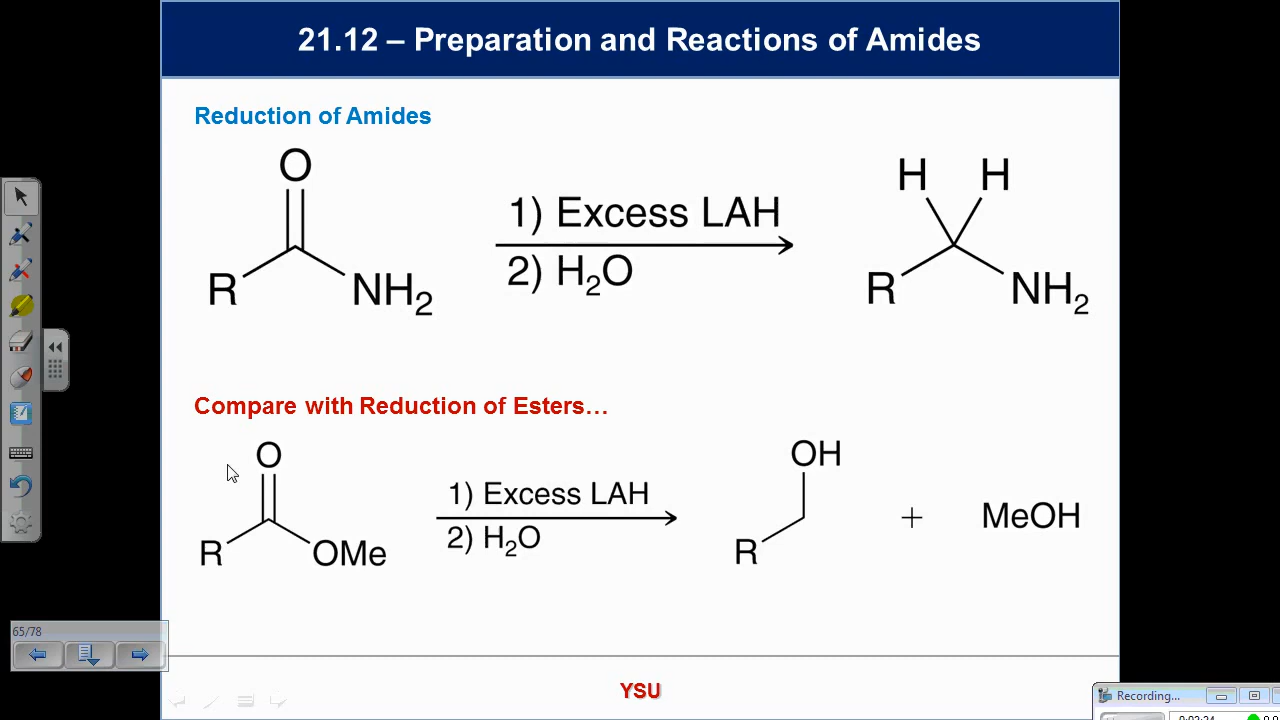 21.12 – Preparation and Reactions of Amides
Reduction of Amides
O
R
NH2
1) Excess LAH
2) H2O
H H
R
NH2
Compare with Reduction of Esters…
O
R
OMe
1) Excess LAH
2) H2O
OH
R
+
MeOH
65/78
YSU
Recording...